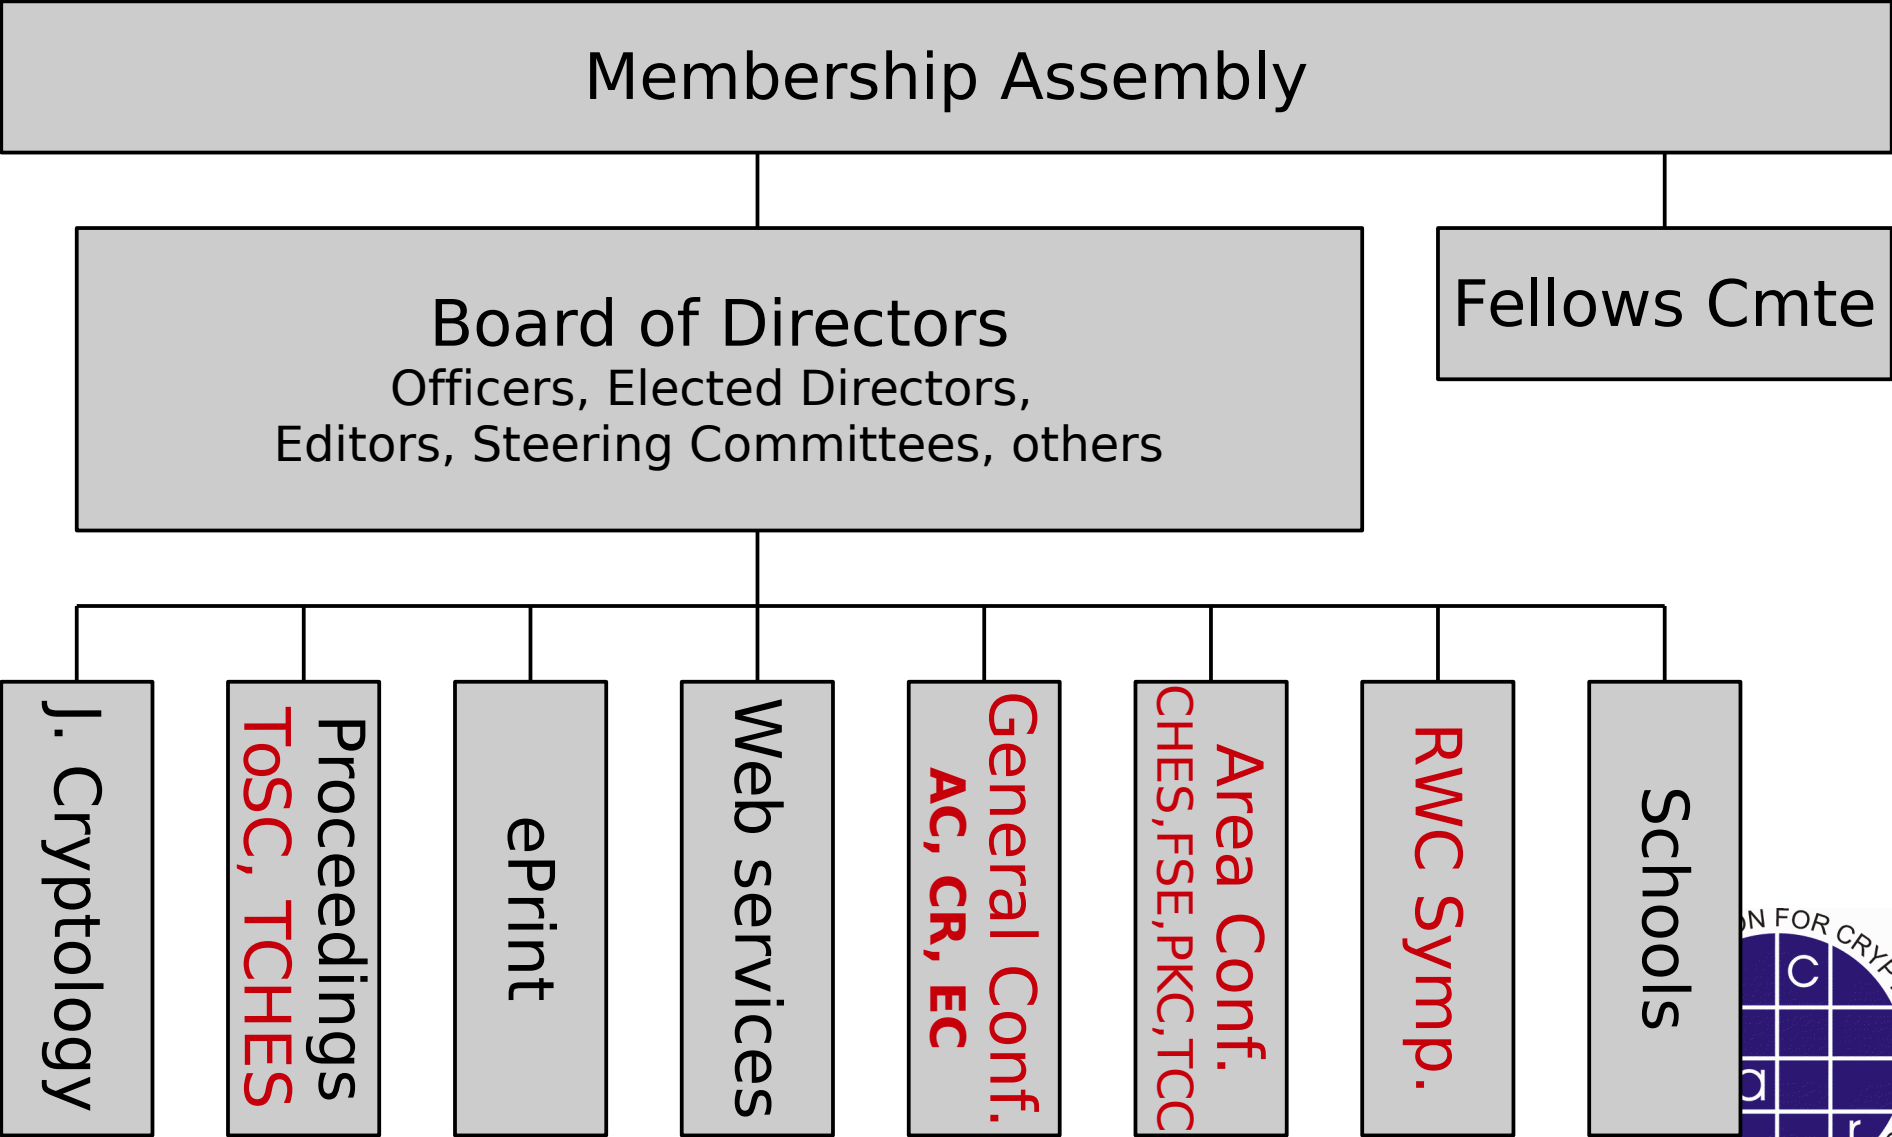 Membership Assembly
Board of Directors
Officers, Elected Directors,
Editors, Steering Committees, others
Fellows Cmte
J. Cryptology
Proceedings
ToSC, TCHES
ePrint
Web services
General Conf.
AC, CR, EC
Area Conf.
CHES,FSE,PKC,TCC
RWC Symp.
Schools
FOR
C
a
r